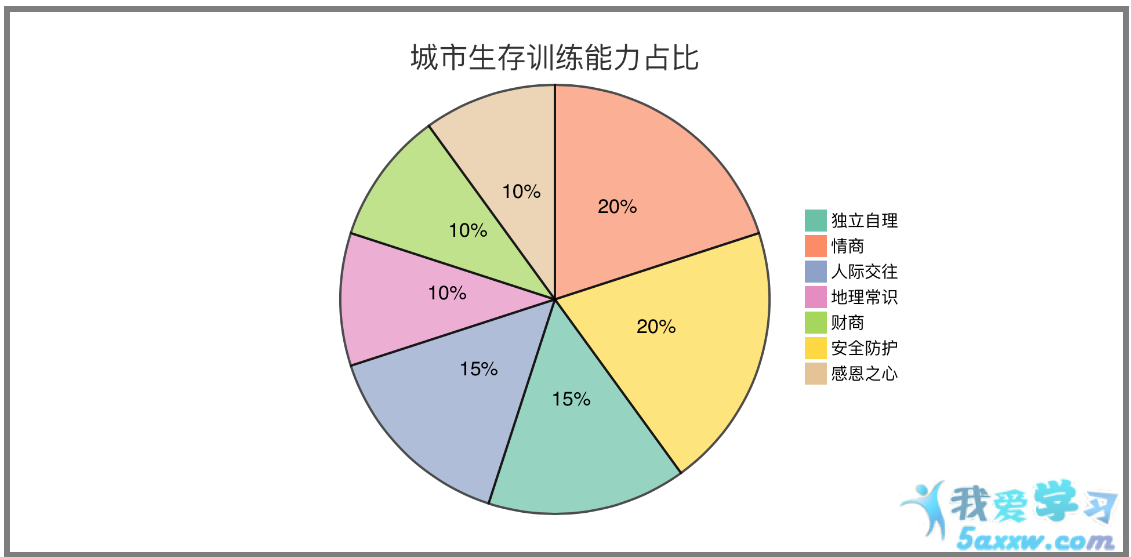 城市生存训练能力占比
10%
20%
10%
10%
20%
15%
15%
独立自理
情商
人际交往
地理常识
财商
安全防护
感恩之心
我爱学习
5axxw.com